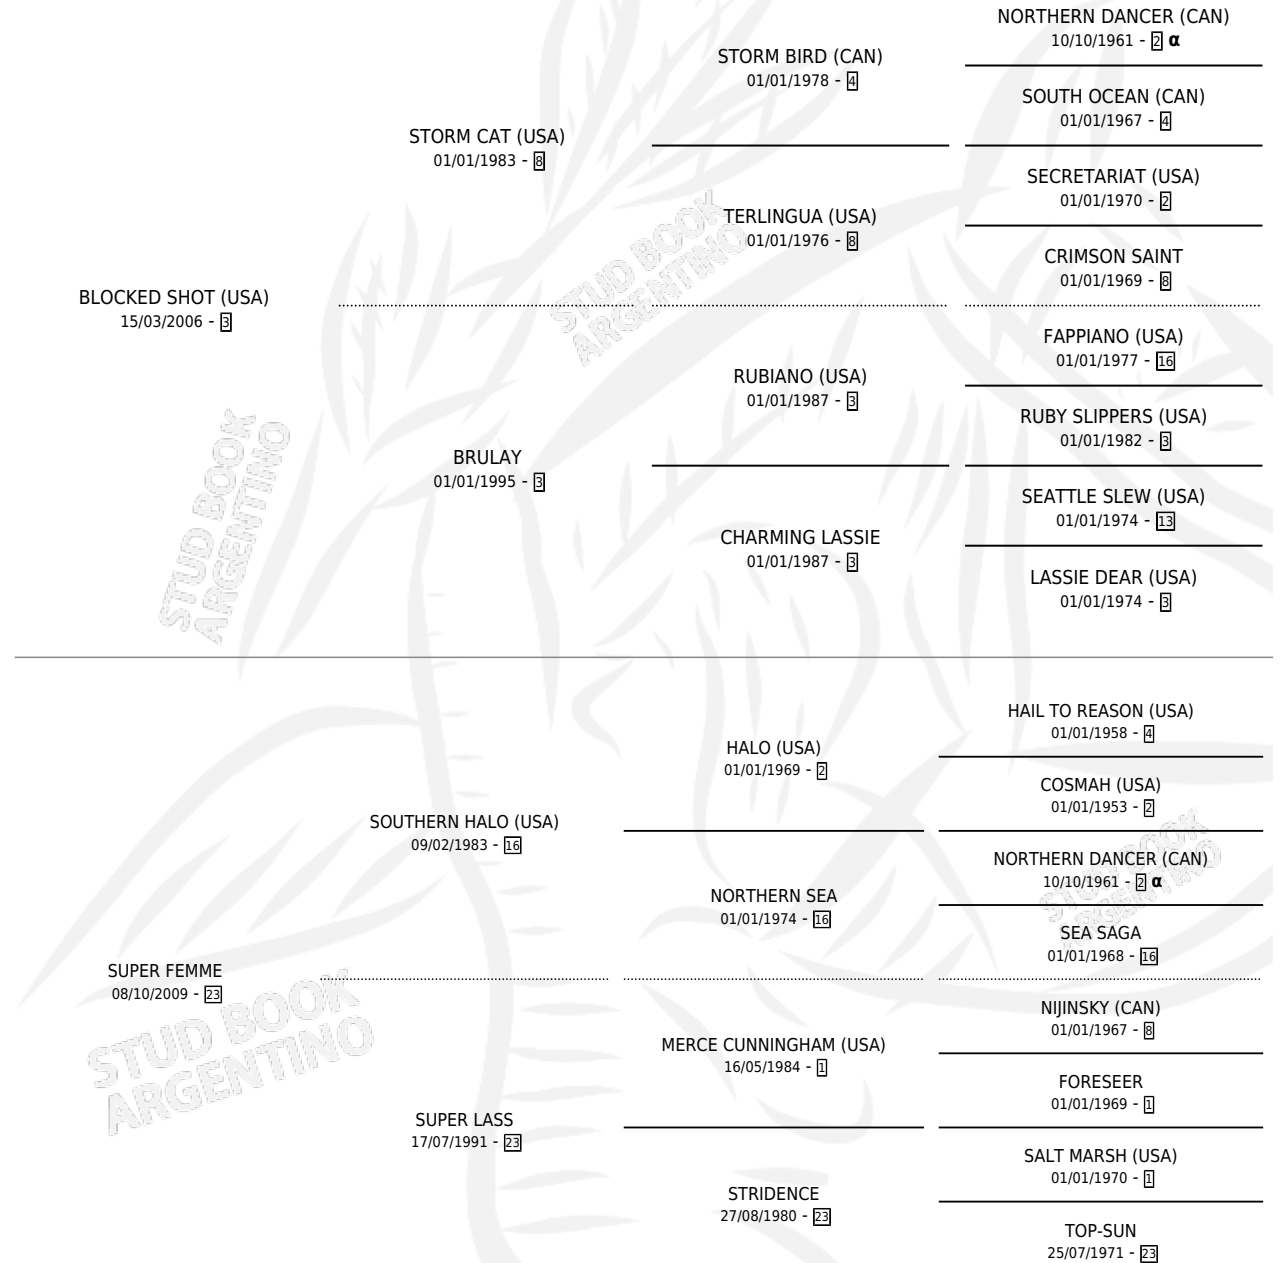 NORTHERN DANCER (CAN)
10/10/1961 - 2 α
STORM BIRD (CAN)
01/01/1978 - 4
SOUTH OCEAN (CAN)
01/01/1967 - 4
STORM CAT (USA)
01/01/1983 - 8
SECRETARIAT (USA)
01/01/1970 - 2
TERLINGUA (USA)
01/01/1976 - 8
CRIMSON SAINT
01/01/1969 - 8
BLOCKED SHOT (USA)
15/03/2006 - 3
FAPPIANO (USA)
01/01/1977 - 16
RUBIANO (USA)
01/01/1987 - 3
RUBY SLIPPERS (USA)
01/01/1982 - 3
BRULAY
01/01/1995 - 3
SEATTLE SLEW (USA)
01/01/1974 - 13
CHARMING LASSIE
01/01/1987 - 3
LASSIE DEAR (USA)
01/01/1974 - 3
HAIL TO REASON (USA)
01/01/1958 - 4
HALO (USA)
01/01/1969 - 2
COSMAH (USA)
01/01/1953 - 2
SOUTHERN HALO (USA)
09/02/1983 - 16
NORTHERN DANCER (CAN)
10/10/1961 - 2 α
NORTHERN SEA
01/01/1974 - 16
SEA SAGA
01/01/1968 - 16
SUPER FEMME
08/10/2009 - 23
NIJINSKY (CAN)
01/01/1967 - 8
MERCE CUNNINGHAM (USA)
16/05/1984 - 1
FORESEER
01/01/1969 - 1
SUPER LASS
17/07/1991 - 23
SALT MARSH (USA)
01/01/1970 - 1
STRIDENCE
27/08/1980 - 23
TOP-SUN
25/07/1971 - 23
STUD BOOK
ARGENTINO
STUD BOOK
ARGENTINO
STUD BOOK
ARGENTINO
STUD BOOK
ARGENTINO